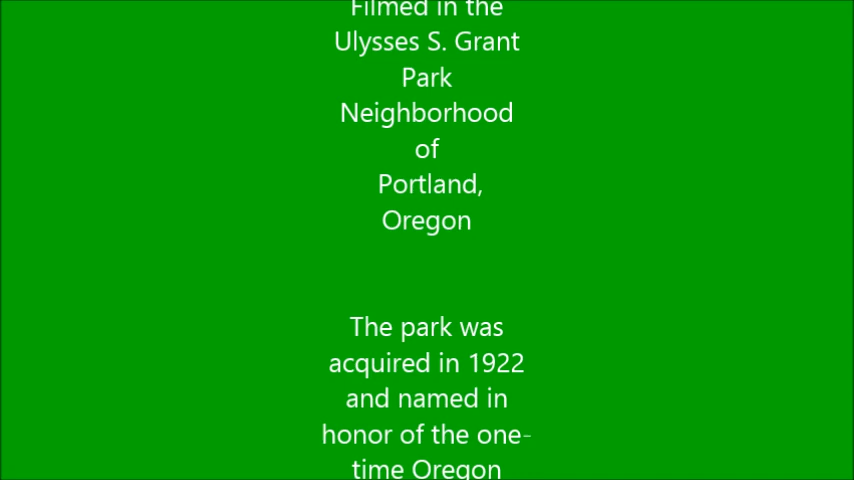 Filmed in the
Ulysses S. Grant
Park
Neighborhood
of
Portland,
Oregon
The park was
acquired in 1922
and named in
honor of the one-
time Oregon